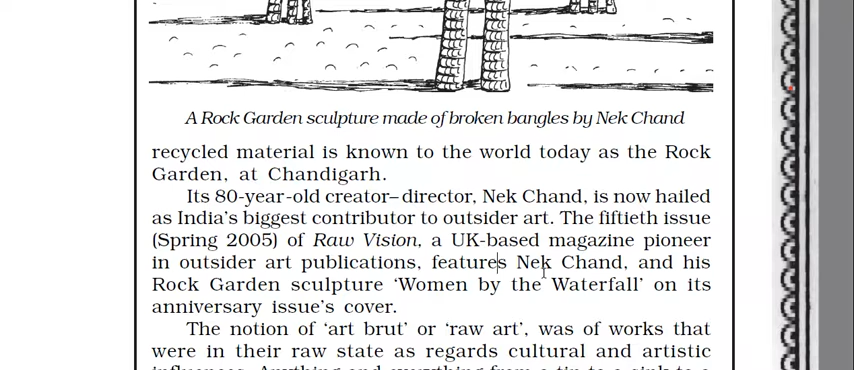 A Rock Garden sculpture made of broken bangles by Nek Chand
recycled material is known to the world today as the Rock
Garden, at Chandigarh.
Its 80-year-old creator–director, Nek Chand, is now hailed
as India's biggest contributor to outsider art. The fiftieth issue
(Spring 2005) of Raw Vision, a UK-based magazine pioneer
in outsider art publications, features Nek Chand, and his
Rock Garden sculpture ‘Women by the Waterfall’ on its
anniversary issue's cover.
The notion of ‘art brut’ or ‘raw art’, was of works that
were in their raw state as regards cultural and artistic